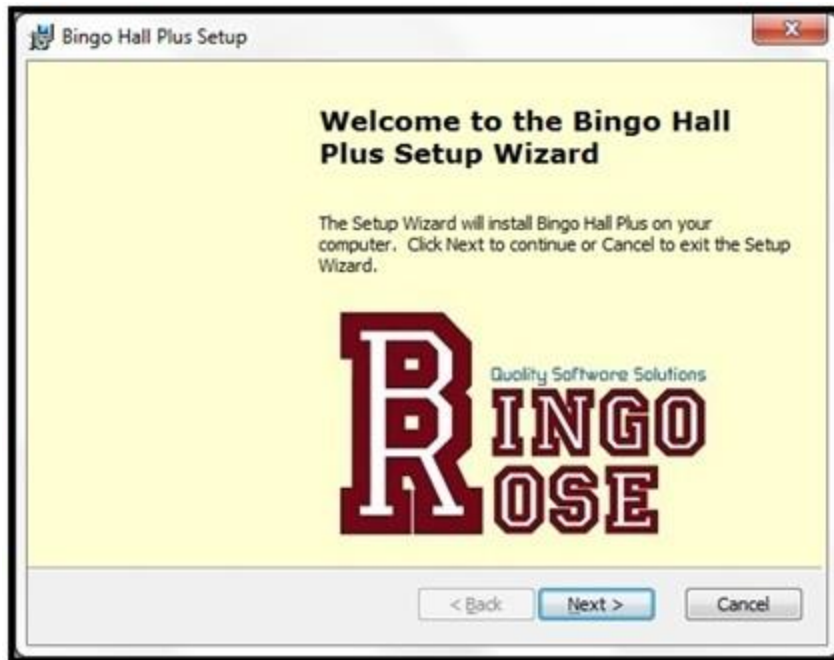 Bingo Hall Plus Setup
Welcome to the Bingo Hall
Plus Setup Wizard
The Setup Wizard will install Bingo Hall Plus on your
computer. Click Next to continue or Cancel to exit the Setup
Wizard.
Quality Software Solutions
BINGO
ROSE
< Back
Next >
Cancel